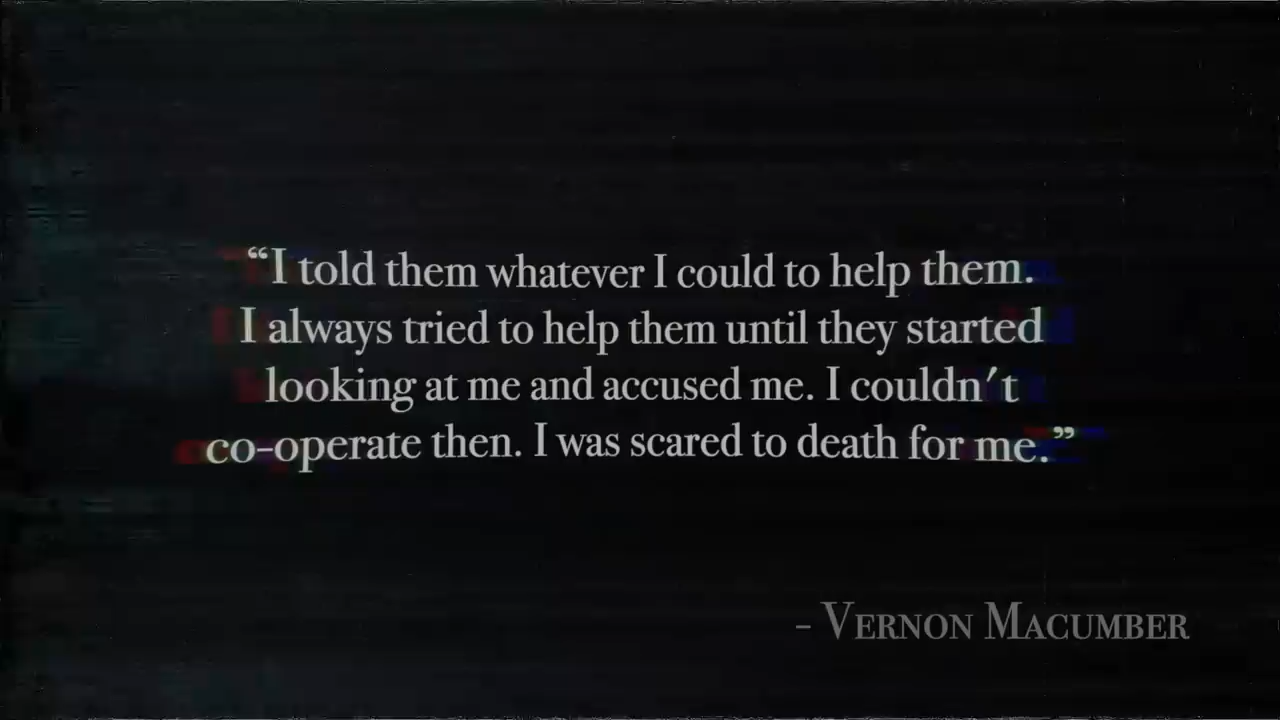 “I told them whatever I could to help them.
I always tried to help them until they started
looking at me and accused me. I couldn't
co-operate then. I was scared to death for me.”
- VERNON MACUMBER